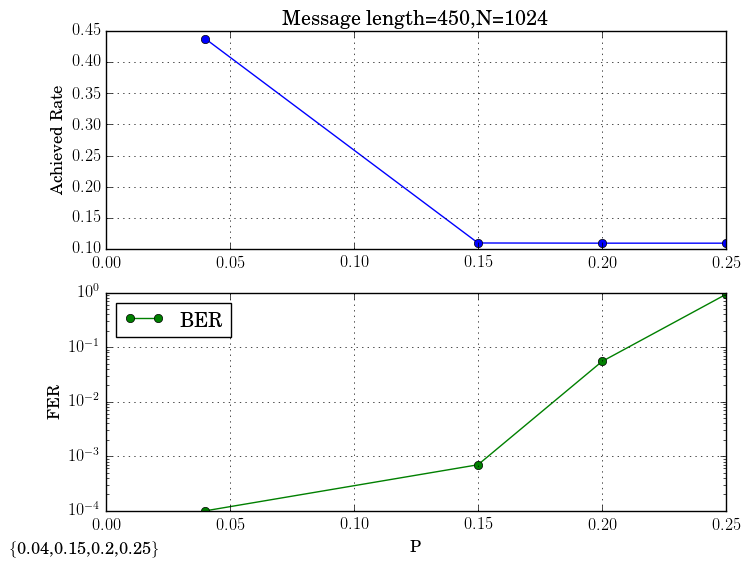 Message length=450,N=1024
Achieved Rate
0.45
0.40
0.35
0.30
0.25
0.20
0.15
0.10
0.00 0.05 0.10 0.15 0.20 0.25
BER
FER
10⁰
10⁻¹
10⁻²
10⁻³
10⁻⁴
0.00 0.05 0.10 0.15 0.20 0.25
{0.04,0.15,0.2,0.25}
P